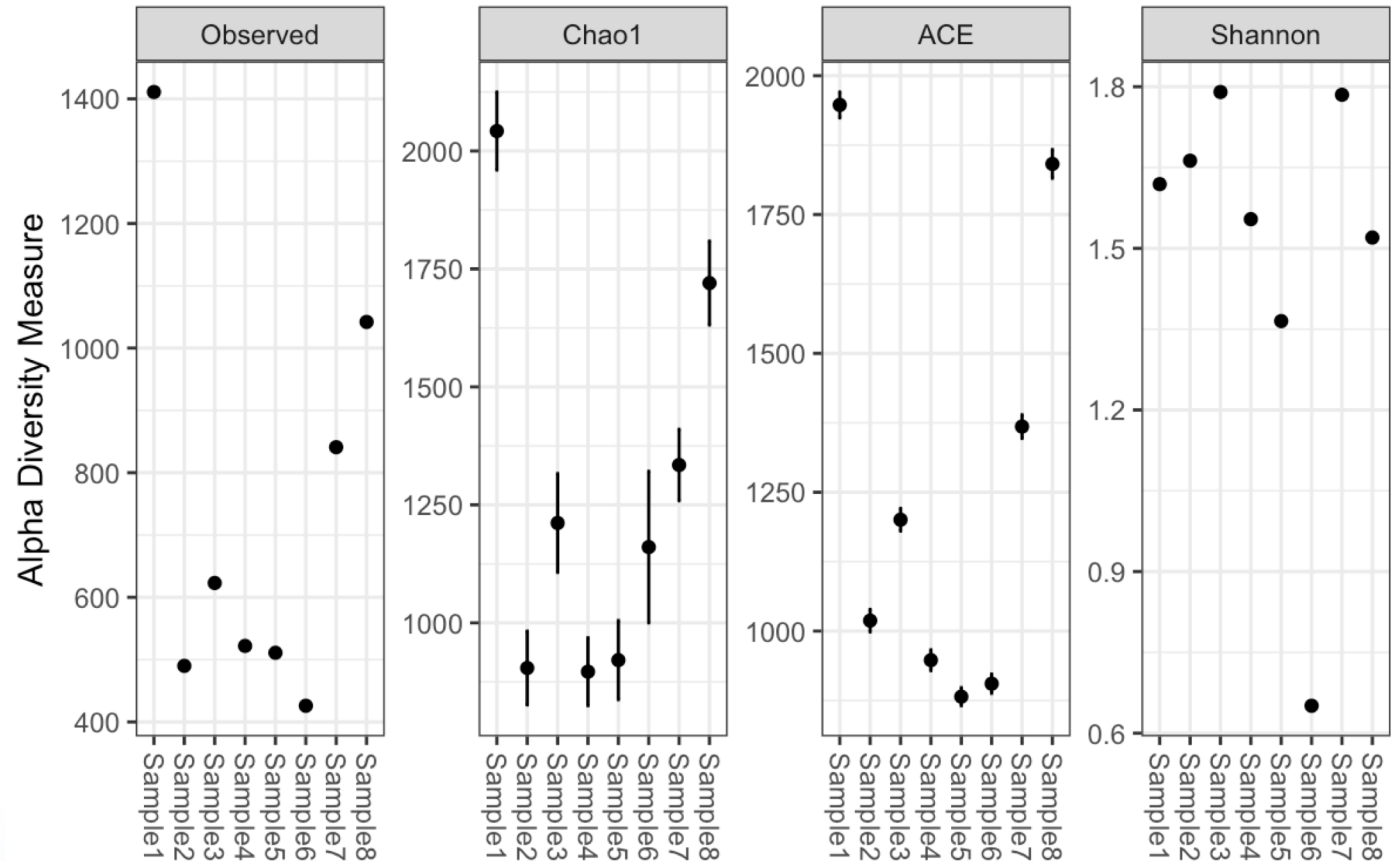 Observed
Chao1
ACE
Shannon
Alpha Diversity Measure
1400
1200
1000
800
600
400
2000
1750
1500
1250
1000
2000
1750
1500
1250
1000
1.8
1.5
1.2
0.9
0.6
Sample1
Sample2
Sample3
Sample4
Sample5
Sample6
Sample7
Sample8
Sample1
Sample2
Sample3
Sample4
Sample5
Sample6
Sample7
Sample8
Sample1
Sample2
Sample3
Sample4
Sample5
Sample6
Sample7
Sample8
Sample1
Sample2
Sample3
Sample4
Sample5
Sample6
Sample7
Sample8